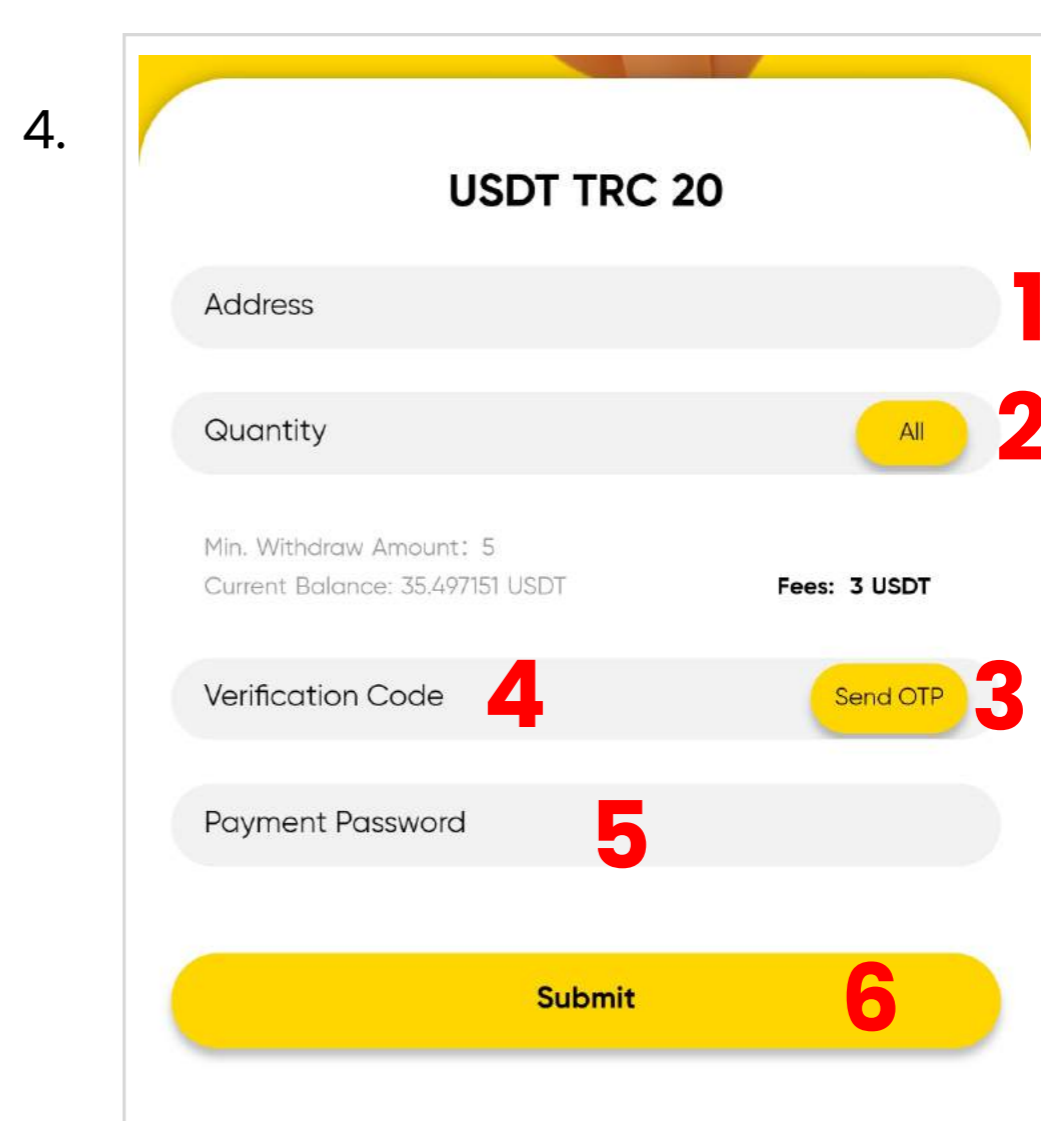 4.
USDT TRC 20
Address 1
Quantity All 2
Min. Withdraw Amount: 5
Current Balance: 35.497151 USDT Fees: 3 USDT
Verification Code 4 Send OTP 3
Payment Password 5
Submit 6